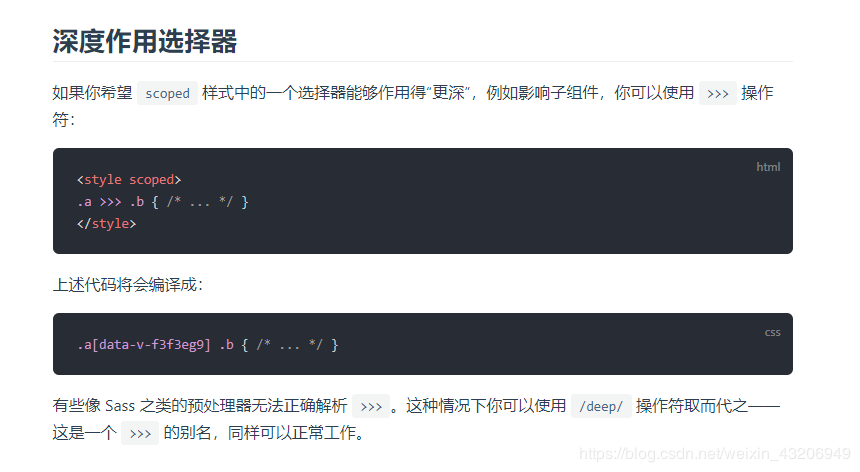 深度作用选择器
如果你希望 scoped 样式中的一个选择器能够作用得“更深”，例如影响子组件，你可以使用 >>> 操作
符：
html
<style scoped>
.a >>> .b { /* ... */ }
</style>
上述代码将会编译成：
css
.a[data-v-f3f3eg9] .b { /* ... */ }
有些像 Sass 之类的预处理器无法正确解析 >>> 。这种情况下你可以使用 /deep/ 操作符取而代之——
这是一个 >>> 的别名，同样可以正常工作。
https://blog.csdn.net/weixin_43206949